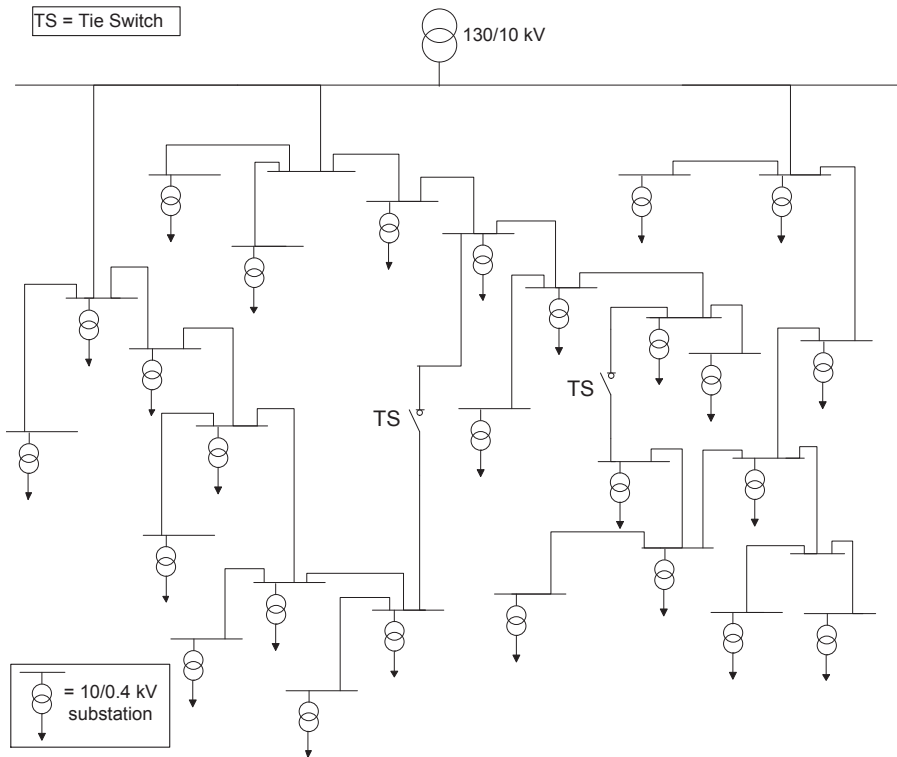 TS = Tie Switch
130/10 kV
TS
TS
= 10/0.4 kV
substation